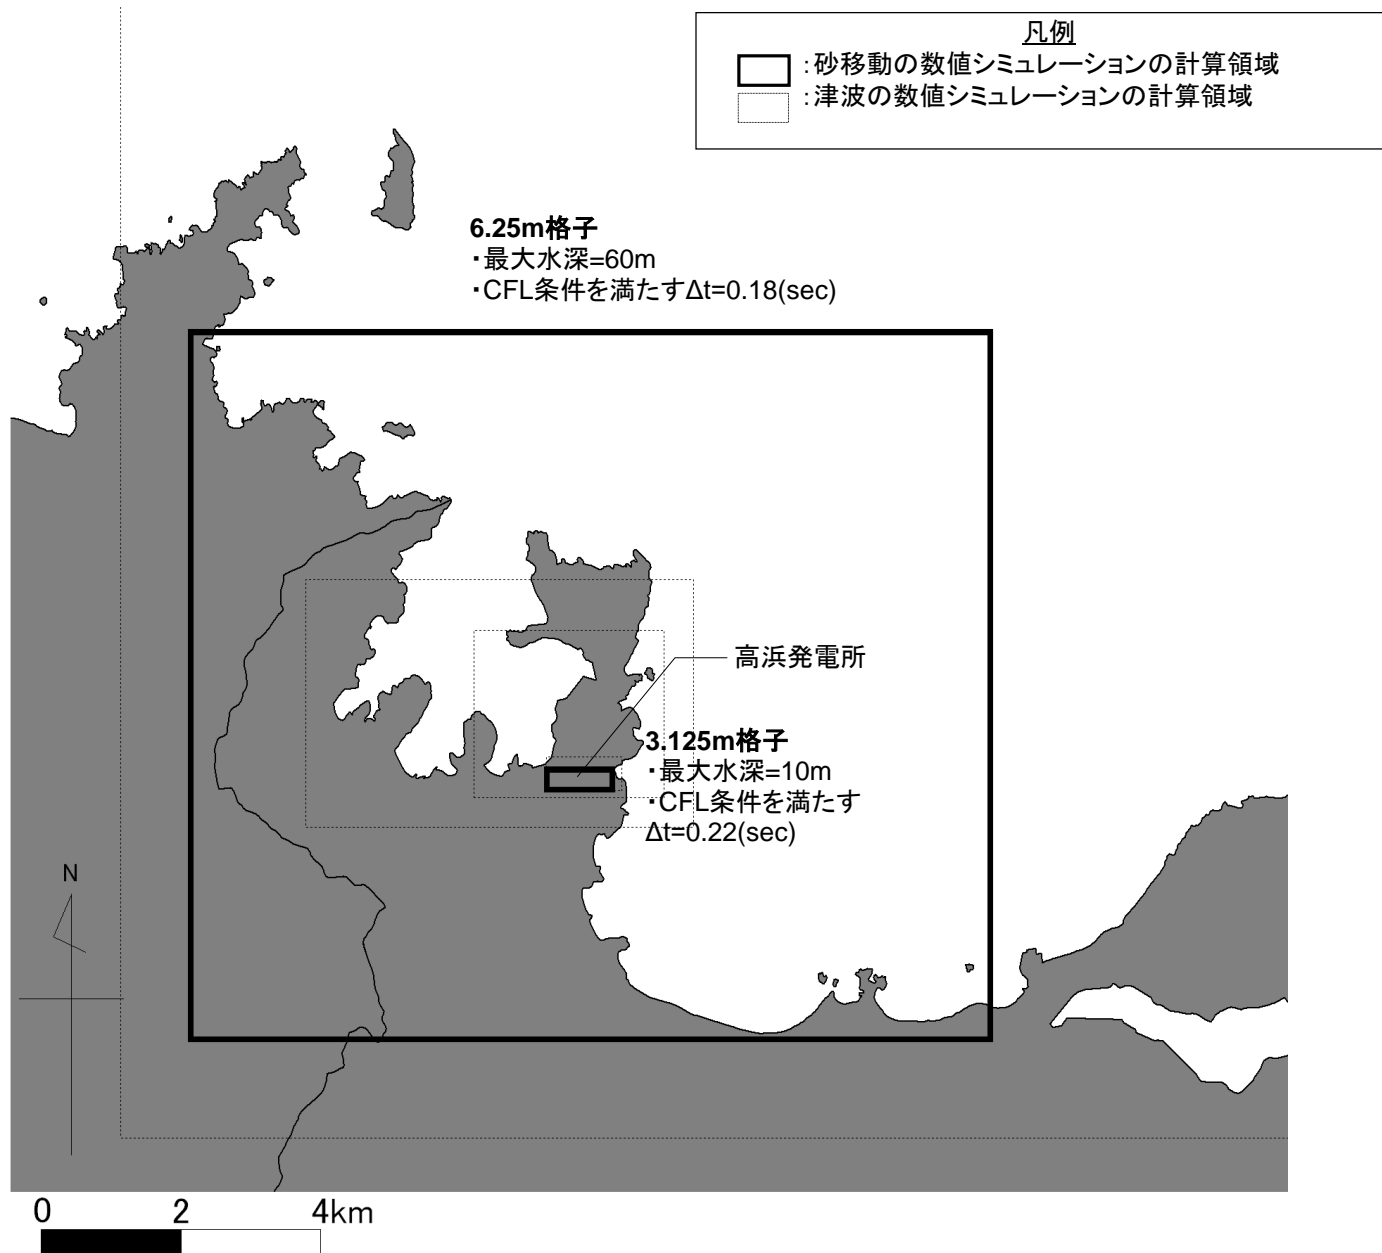 凡例
:砂移動の数値シミュレーションの計算領域
:津波の数値シミュレーションの計算領域
6.25m格子
・最大水深=60m
・CFL条件を満たすΔt=0.18(sec)
高浜発電所
3.125m格子
・最大水深=10m
・CFL条件を満たす
Δt=0.22(sec)
N
0 2 4km